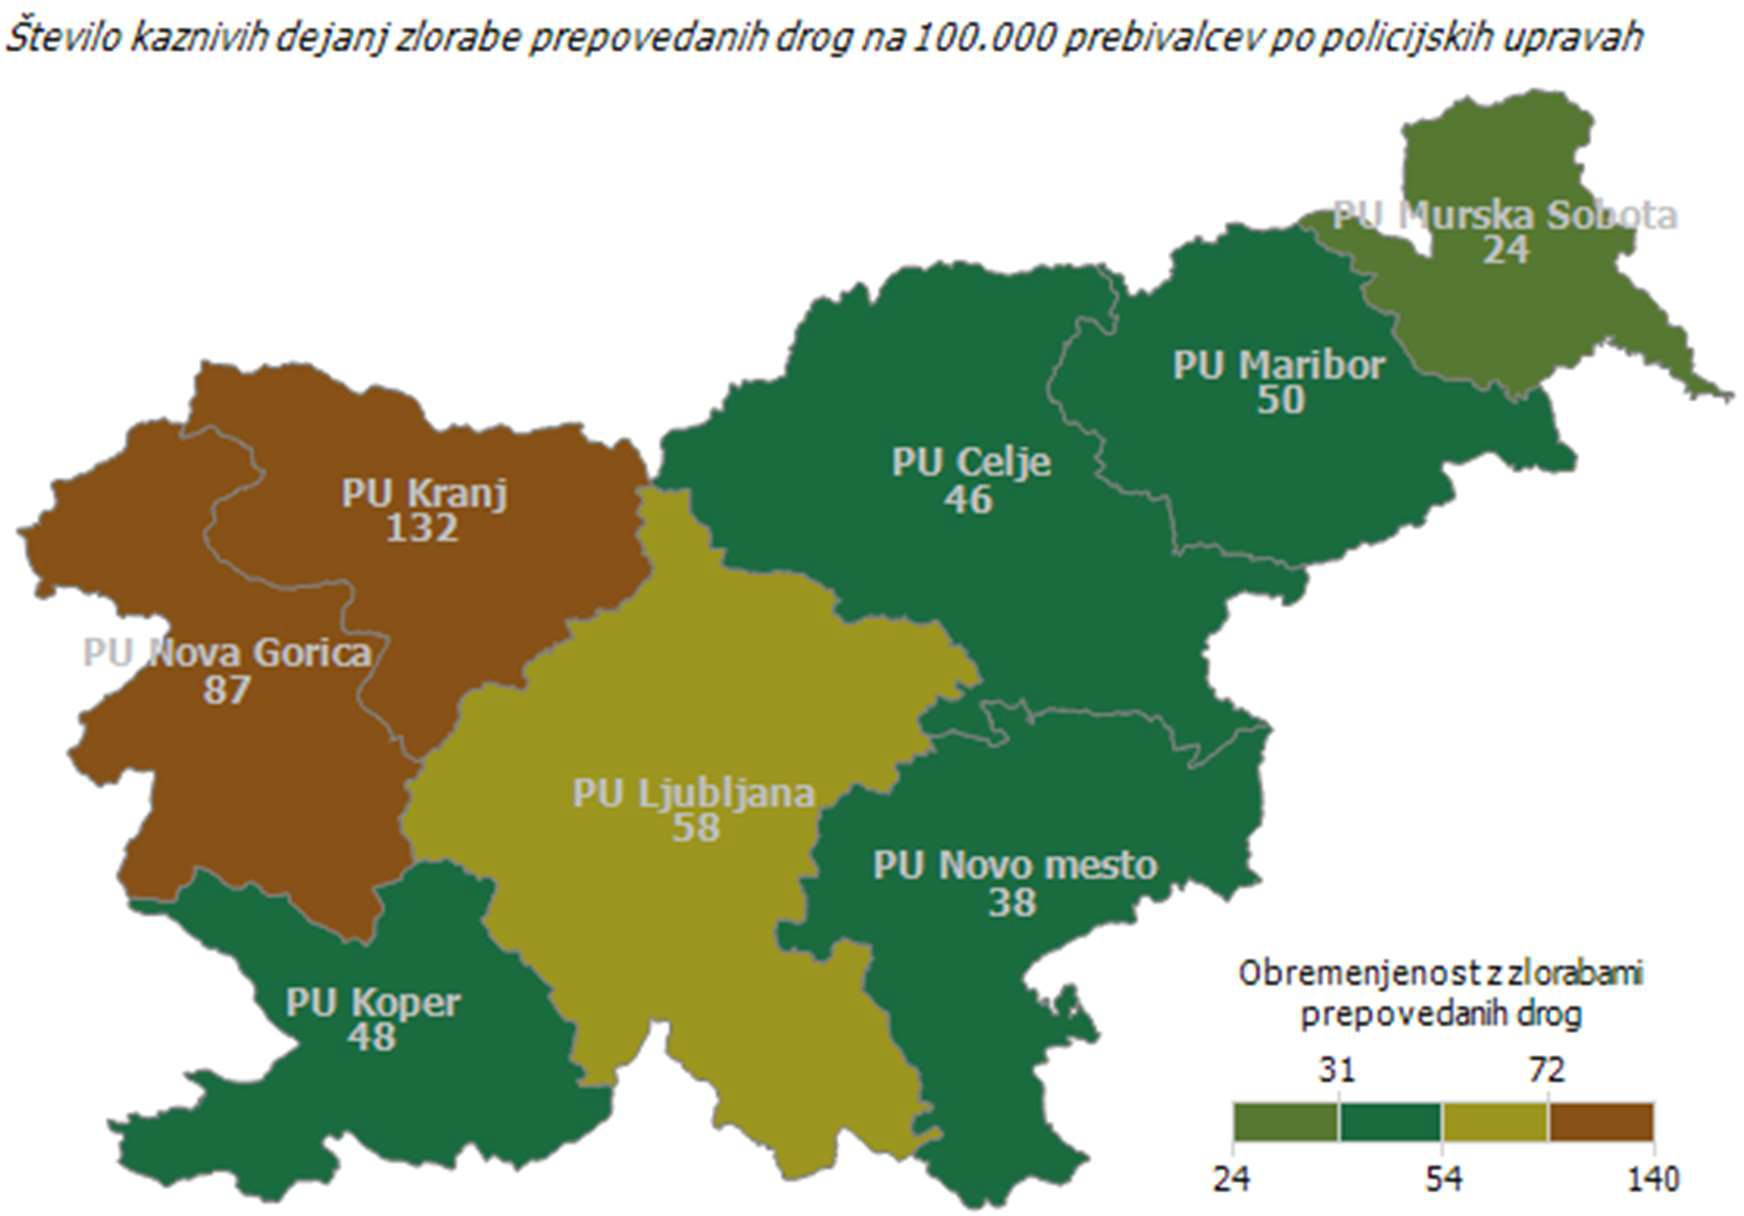 Število kaznivih dejanj zlorabe prepovedanih drog na 100.000 prebivalcev po policijskih upravah
PU Murska Sobota
24
PU Maribor
50
PU Celje
46
PU Kranj
132
PU Nova Gorica
87
PU Ljubljana
58
PU Novo mesto
38
PU Koper
48
Obremenjenost z zlorabami
prepovedanih drog
31 72
24 54 140